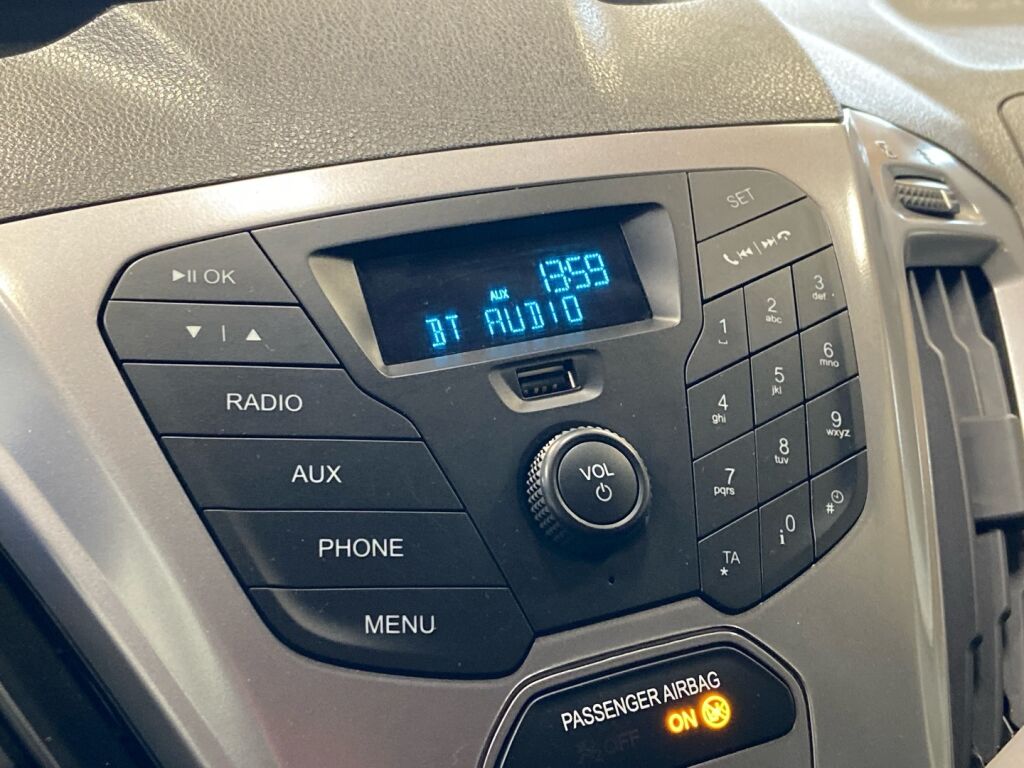 SET
OK
13:59
AUX
BT AUDIO
RADIO
AUX
PHONE
MENU
VOL
1
2
abc
3
def
4
ghi
5
jkl
6
mno
7
pqrs
8
tuv
9
wxyz
TA
*
0
i
#
PASSENGER AIRBAG
ON
OFF